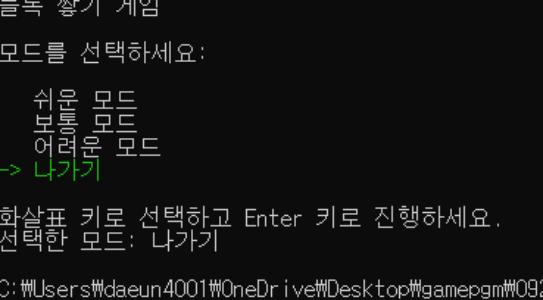 블록 쌓기 게임
모드를 선택하세요:
쉬운 모드
보통 모드
어려운 모드
-> 나가기
화살표 키로 선택하고 Enter 키로 진행하세요.
선택한 모드: 나가기
C:₩Users₩daeun4001₩OneDrive₩Desktop₩gamepgm₩092